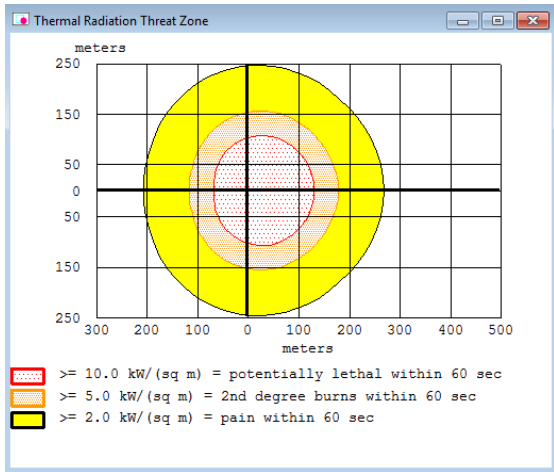 Thermal Radiation Threat Zone
meters
250
150
50
0
50
150
250
300 200 100 0 100 200 300 400 500
meters
>= 10.0 kW/(sq m) = potentially lethal within 60 sec
>= 5.0 kW/(sq m) = 2nd degree burns within 60 sec
>= 2.0 kW/(sq m) = pain within 60 sec